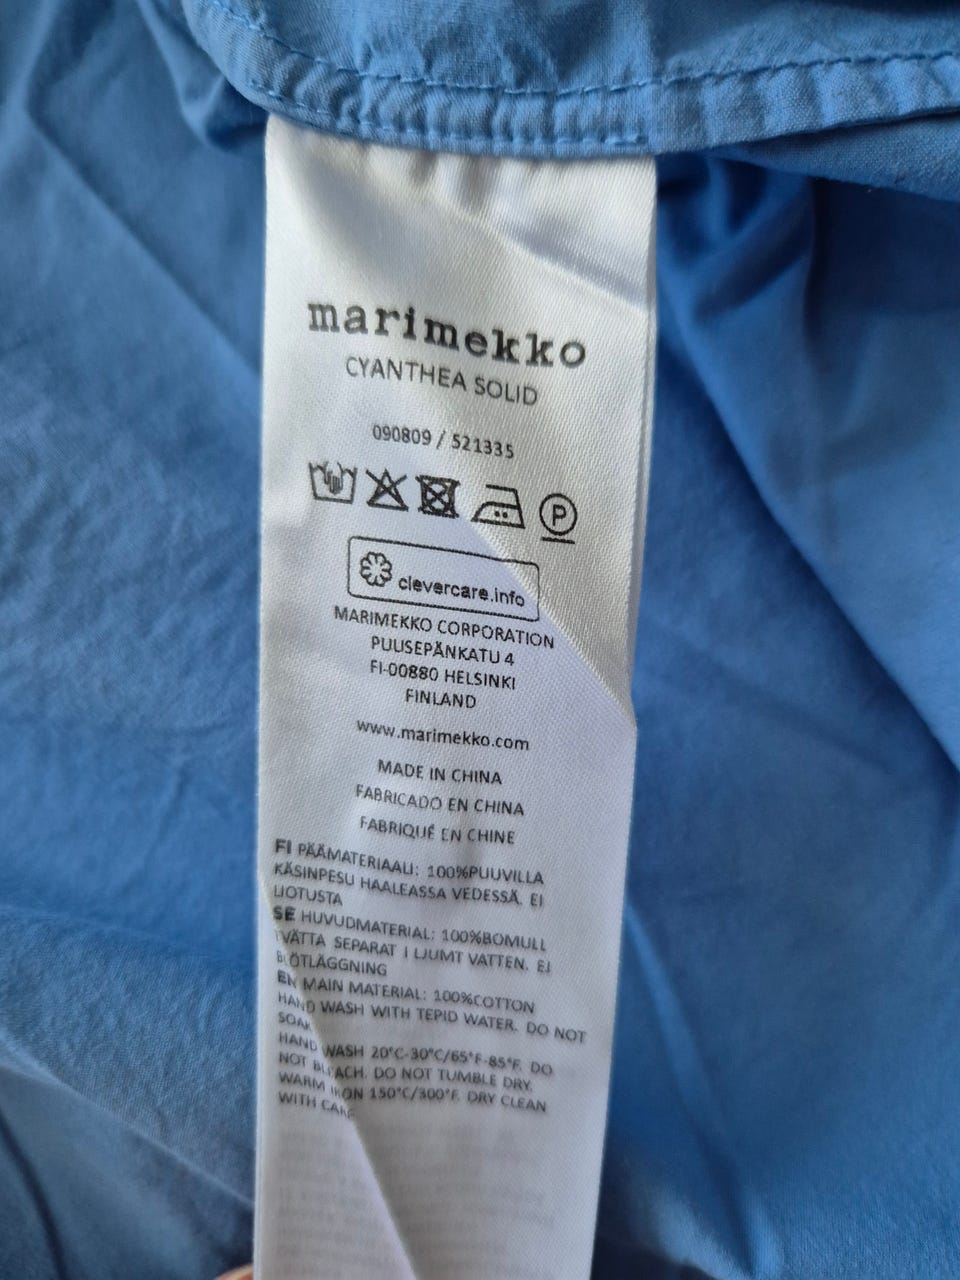 marimekko
CYANTHEA SOLID
090809 / 521335
P
clevercare.info
MARIMEKKO CORPORATION
PUUSEPÄNKATU 4
FI-00880 HELSINKI
FINLAND
www.marimekko.com
MADE IN CHINA
FABRICADO EN CHINA
FABRIQUÉ EN CHINE
FI PÄÄMATERIAALI: 100%PUUVILLA
KÄSINPESU HAALEASSA VEDESSÄ, EI
LIOTUSTA
SE HUVUDMATERIAL: 100%BOMULL
TVÄTTA SEPARAT I LJUMT VATTEN. EJ
BLÖTLÄGGNING
EN MAIN MATERIAL: 100%COTTON
HAND WASH WITH TEPID WATER. DO NOT
SOAK
HAND WASH 20°C-30°C/65°F-85°F. DO
NOT BLEACH. DO NOT TUMBLE DRY.
WARM IRON 150°C/300°F. DRY CLEAN
WITH CARE